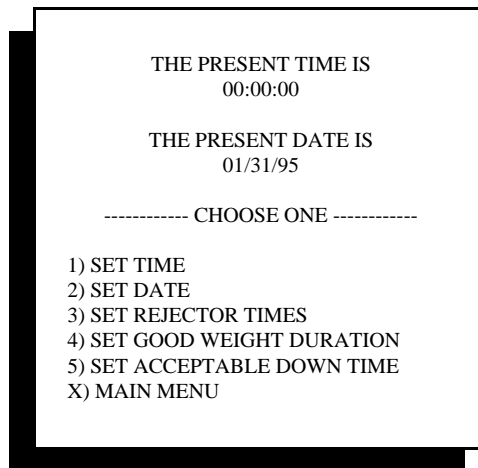 THE PRESENT TIME IS
00:00:00
THE PRESENT DATE IS
01/31/95
------------ CHOOSE ONE ------------
1) SET TIME
2) SET DATE
3) SET REJECTOR TIMES
4) SET GOOD WEIGHT DURATION
5) SET ACCEPTABLE DOWN TIME
X) MAIN MENU